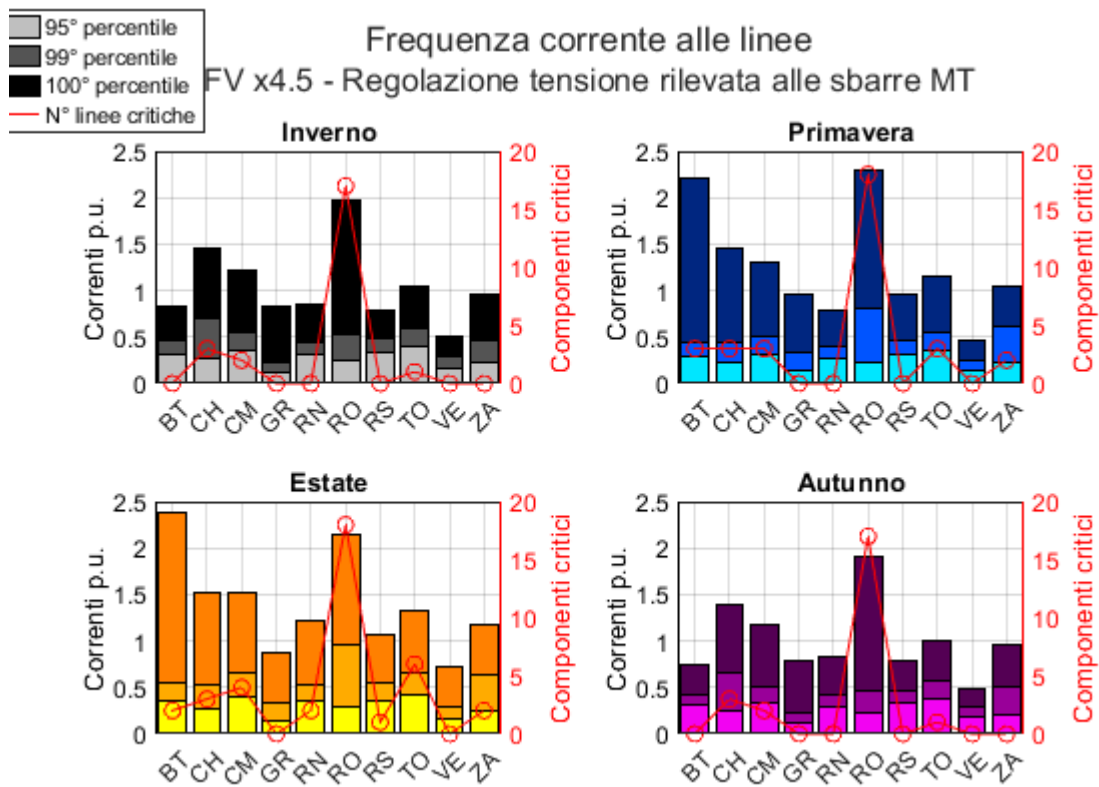 95° percentile
99° percentile
100° percentile
N° linee critiche
Frequenza corrente alle linee
FV x4.5 - Regolazione tensione rilevata alle sbarre MT
Inverno
Correnti p.u.
2.5
2
1.5
1
0.5
0
20
15
10
5
0
Componenti critici
BT CH CM GR RN RO RS TO VE ZA
Primavera
Correnti p.u.
2.5
2
1.5
1
0.5
0
20
15
10
5
0
Componenti critici
BT CH CM GR RN RO RS TO VE ZA
Estate
Correnti p.u.
2.5
2
1.5
1
0.5
0
20
15
10
5
0
Componenti critici
BT CH CM GR RN RO RS TO VE ZA
Autunno
Correnti p.u.
2.5
2
1.5
1
0.5
0
20
15
10
5
0
Componenti critici
BT CH CM GR RN RO RS TO VE ZA